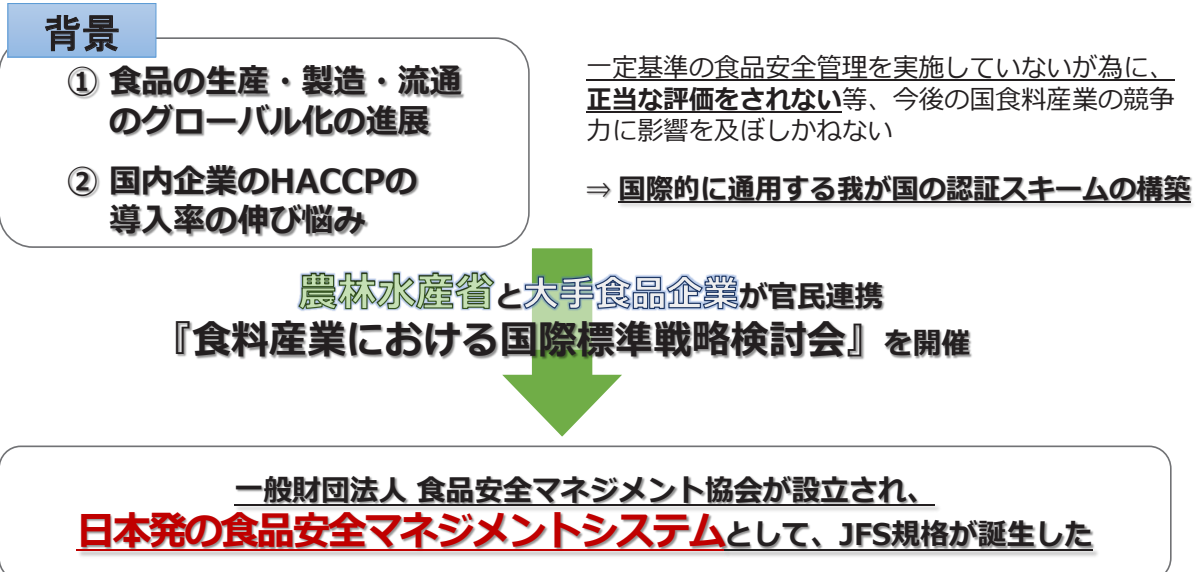 背景
① 食品の生産・製造・流通
のグローバル化の進展
② 国内企業のHACCPの
導入率の伸び悩み
一定基準の食品安全管理を実施していないが為に、
正当な評価をされない等、今後の国食料産業の競争
力に影響を及ぼしかねない
⇒ 国際的に通用する我が国の認証スキームの構築
農林水産省と大手食品企業が官民連携
『食料産業における国際標準戦略検討会』を開催
一般財団法人 食品安全マネジメント協会が設立され、
日本発の食品安全マネジメントシステムとして、JFS規格が誕生した